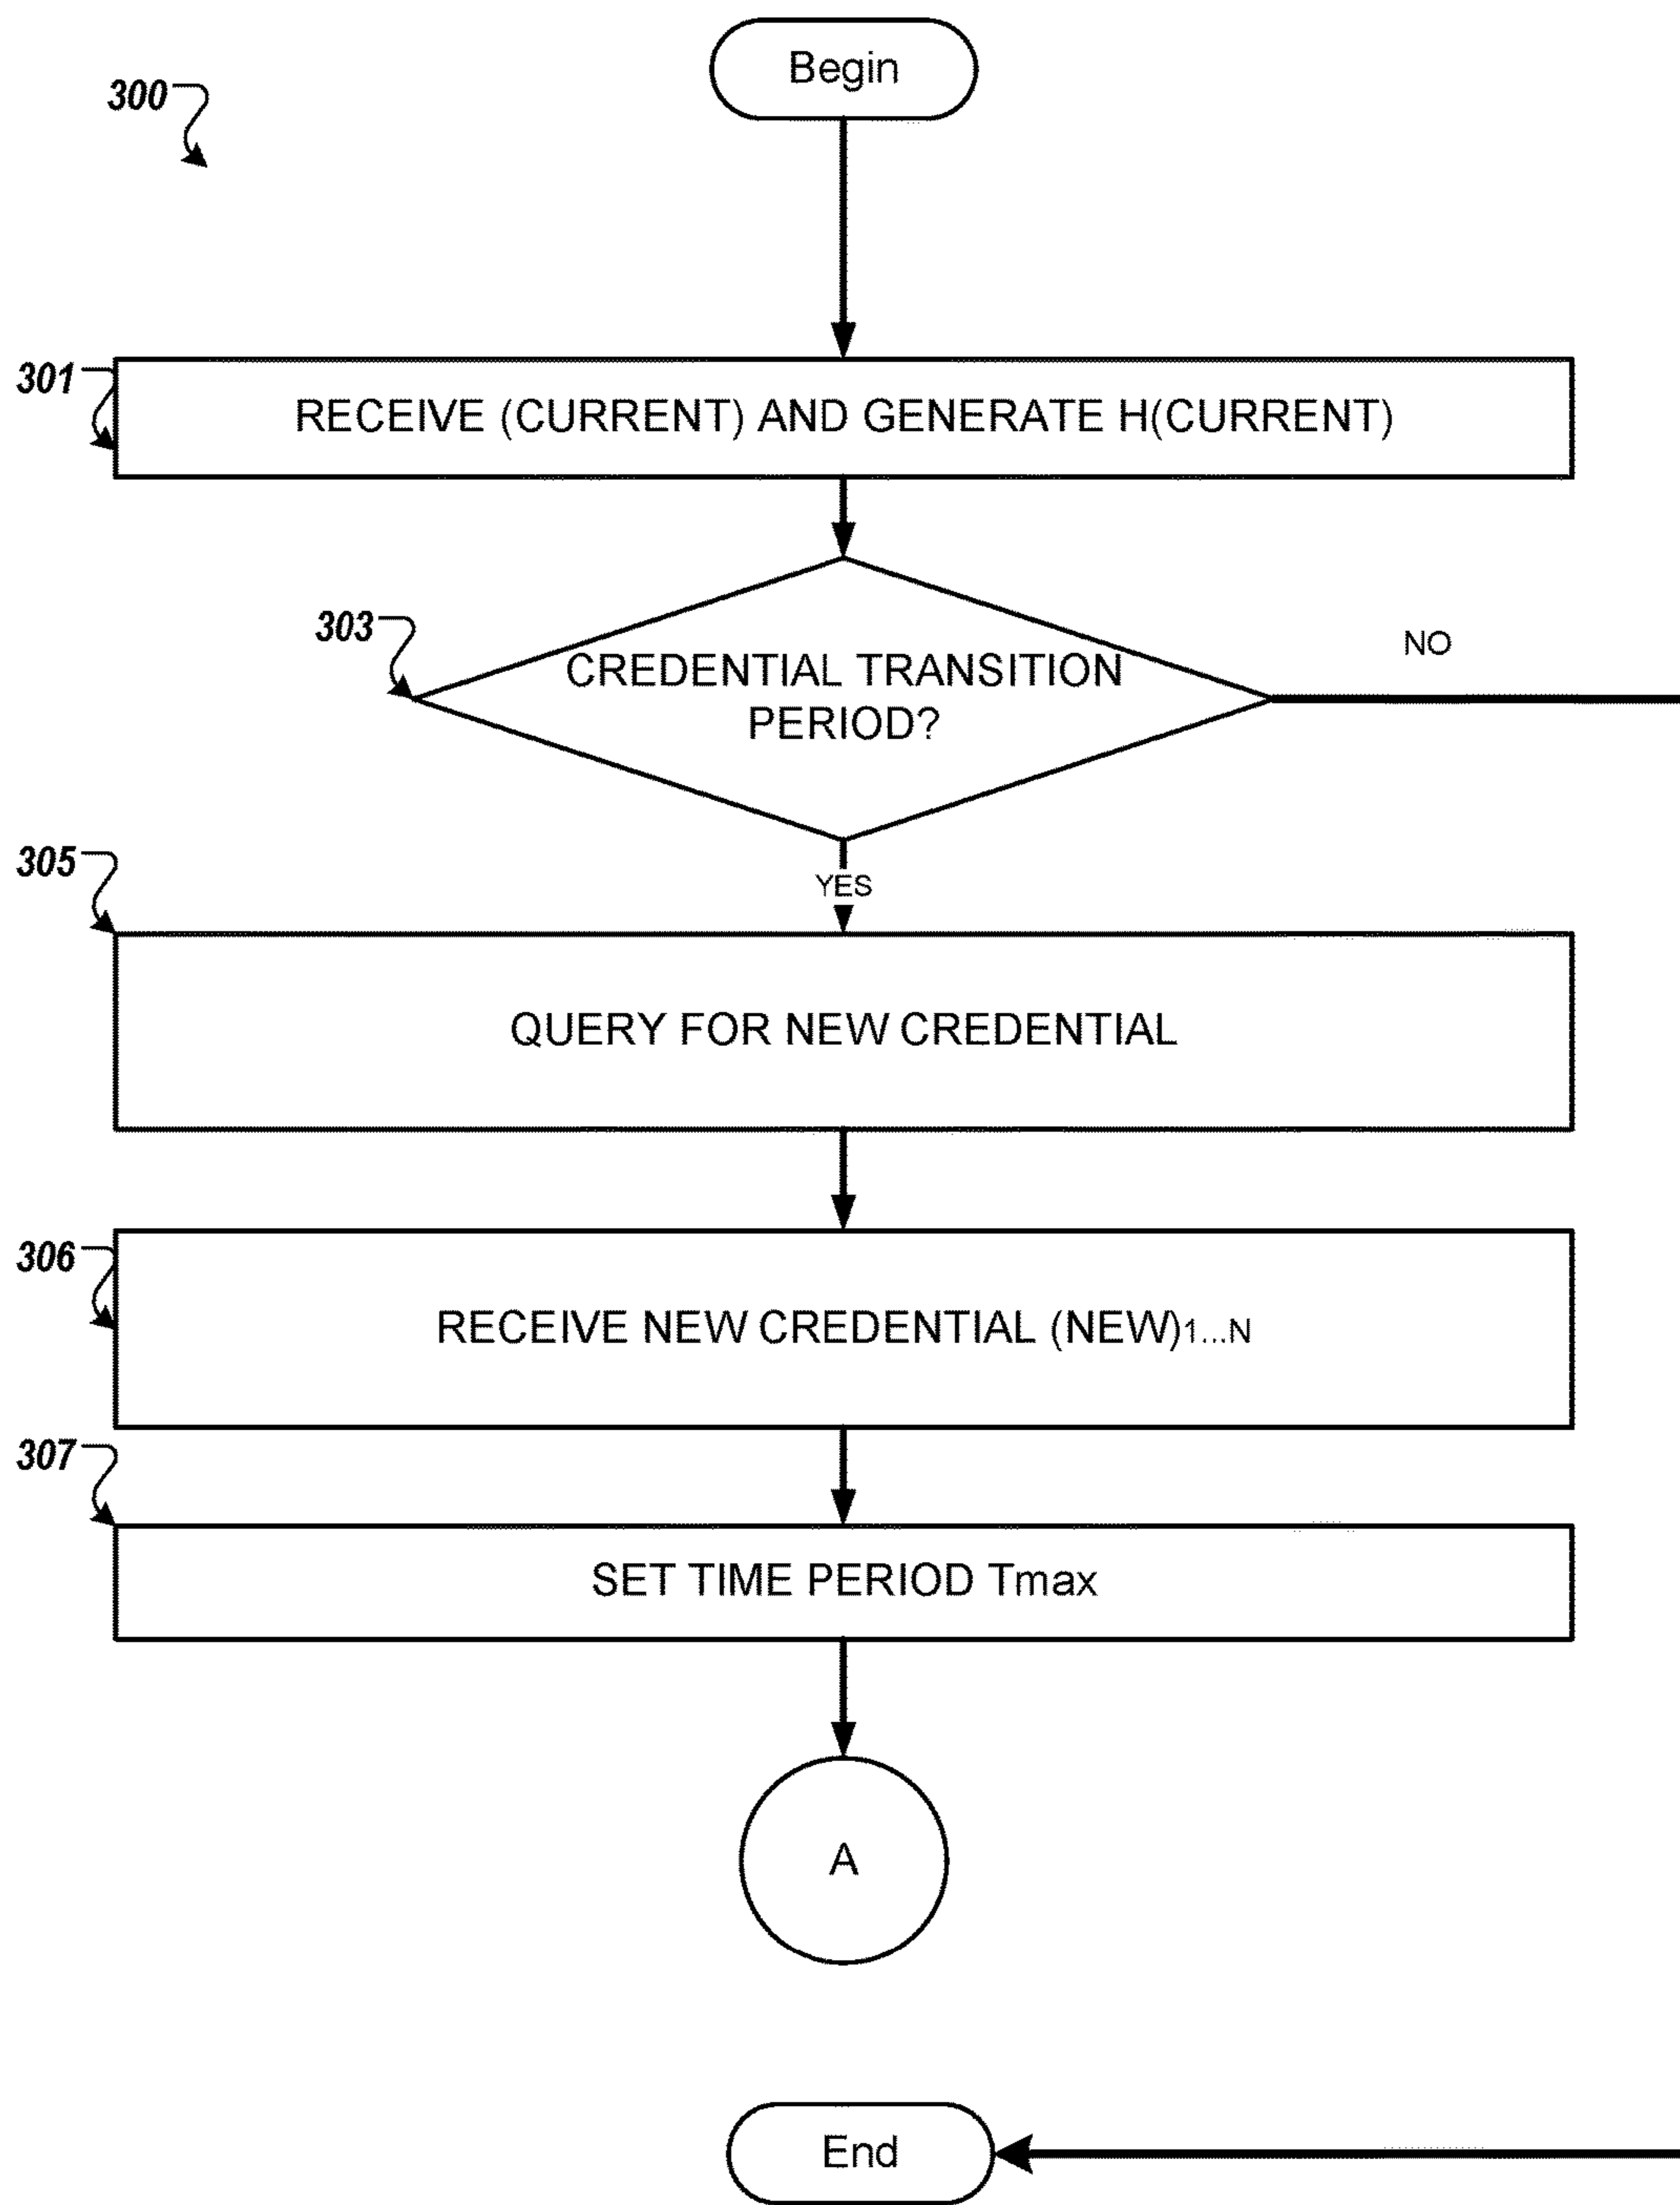 Begin
300
301
RECEIVE (CURRENT) AND GENERATE H(CURRENT)
303
NO
CREDENTIAL TRANSITION
PERIOD?
305
YES
QUERY FOR NEW CREDENTIAL
306
RECEIVE NEW CREDENTIAL (NEW)1...N
307
SET TIME PERIOD Tmax
A
End